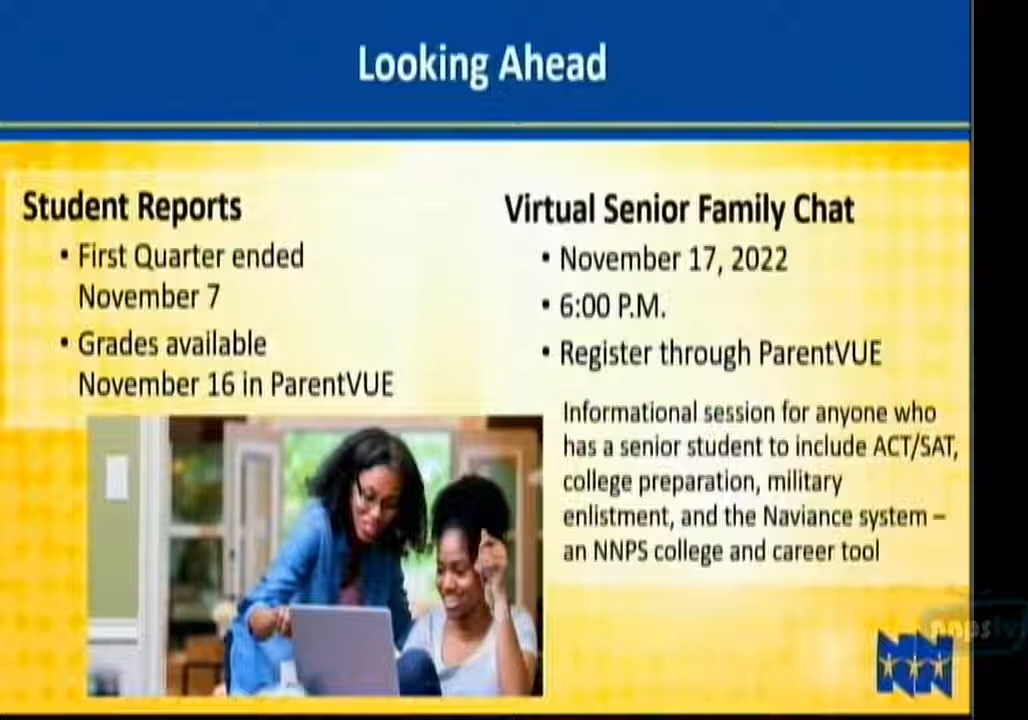 Looking Ahead
Student Reports
• First Quarter ended
November 7
• Grades available
November 16 in ParentVUE
Virtual Senior Family Chat
• November 17, 2022
• 6:00 P.M.
• Register through ParentVUE
Informational session for anyone who
has a senior student to include ACT/SAT,
college preparation, military
enlistment, and the Naviance system –
an NNPS college and career tool
NN
nnpstv